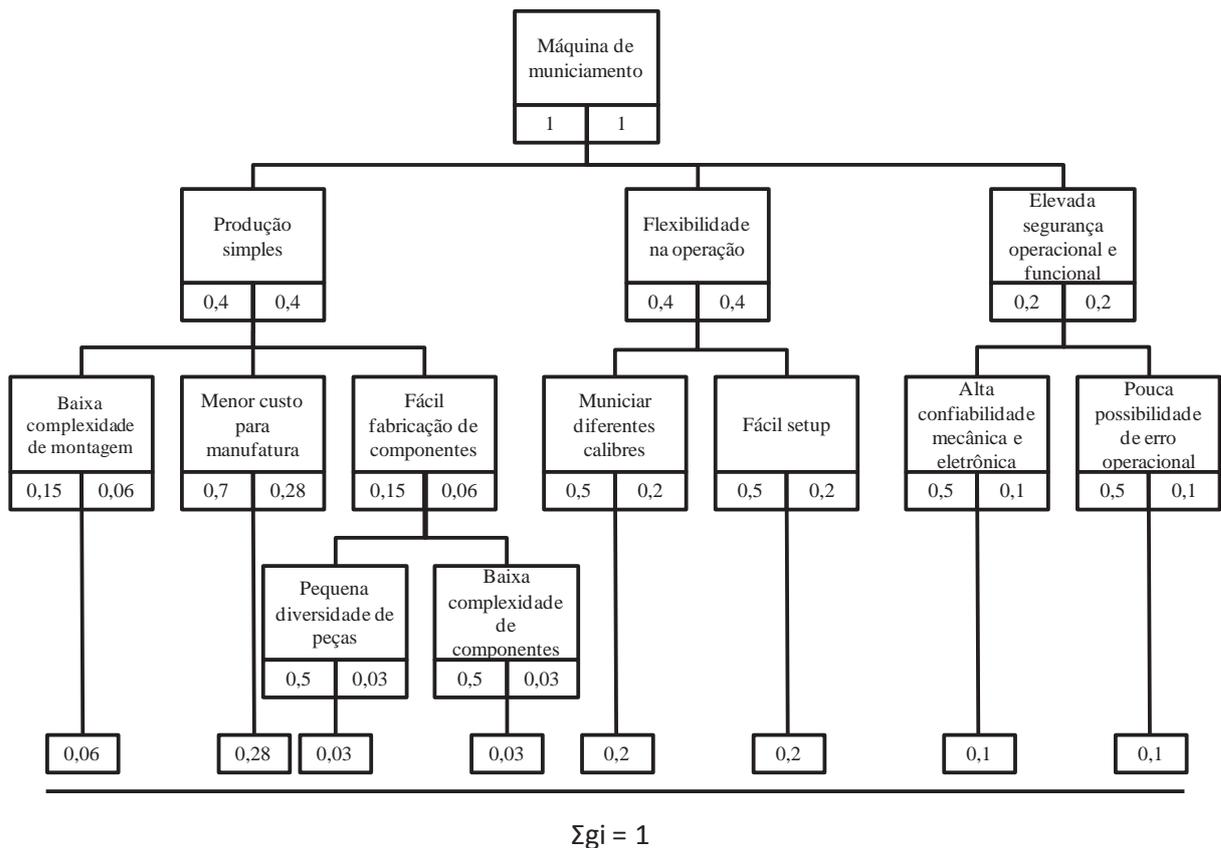 Máquina de
municiamento
1 1
Produção
simples
0,4 0,4
Flexibilidade
na operação
0,4 0,4
Elevada
segurança
operacional e
funcional
0,2 0,2
Baixa
complexidade
de montagem
0,15 0,06
Menor custo
para
manufatura
0,7 0,28
Fácil
fabricação de
componentes
0,15 0,06
Municiar
diferentes
calibres
0,5 0,2
Fácil setup
0,5 0,2
Alta
confiabilidade
mecânica e
eletrônica
0,5 0,1
Pouca
possibilidade
de erro
operacional
0,5 0,1
Pequena
diversidade de
peças
0,5 0,03
Baixa
complexidade
de
componentes
0,5 0,03
0,06
0,28
0,03
0,03
0,2
0,2
0,1
0,1
Σgi = 1